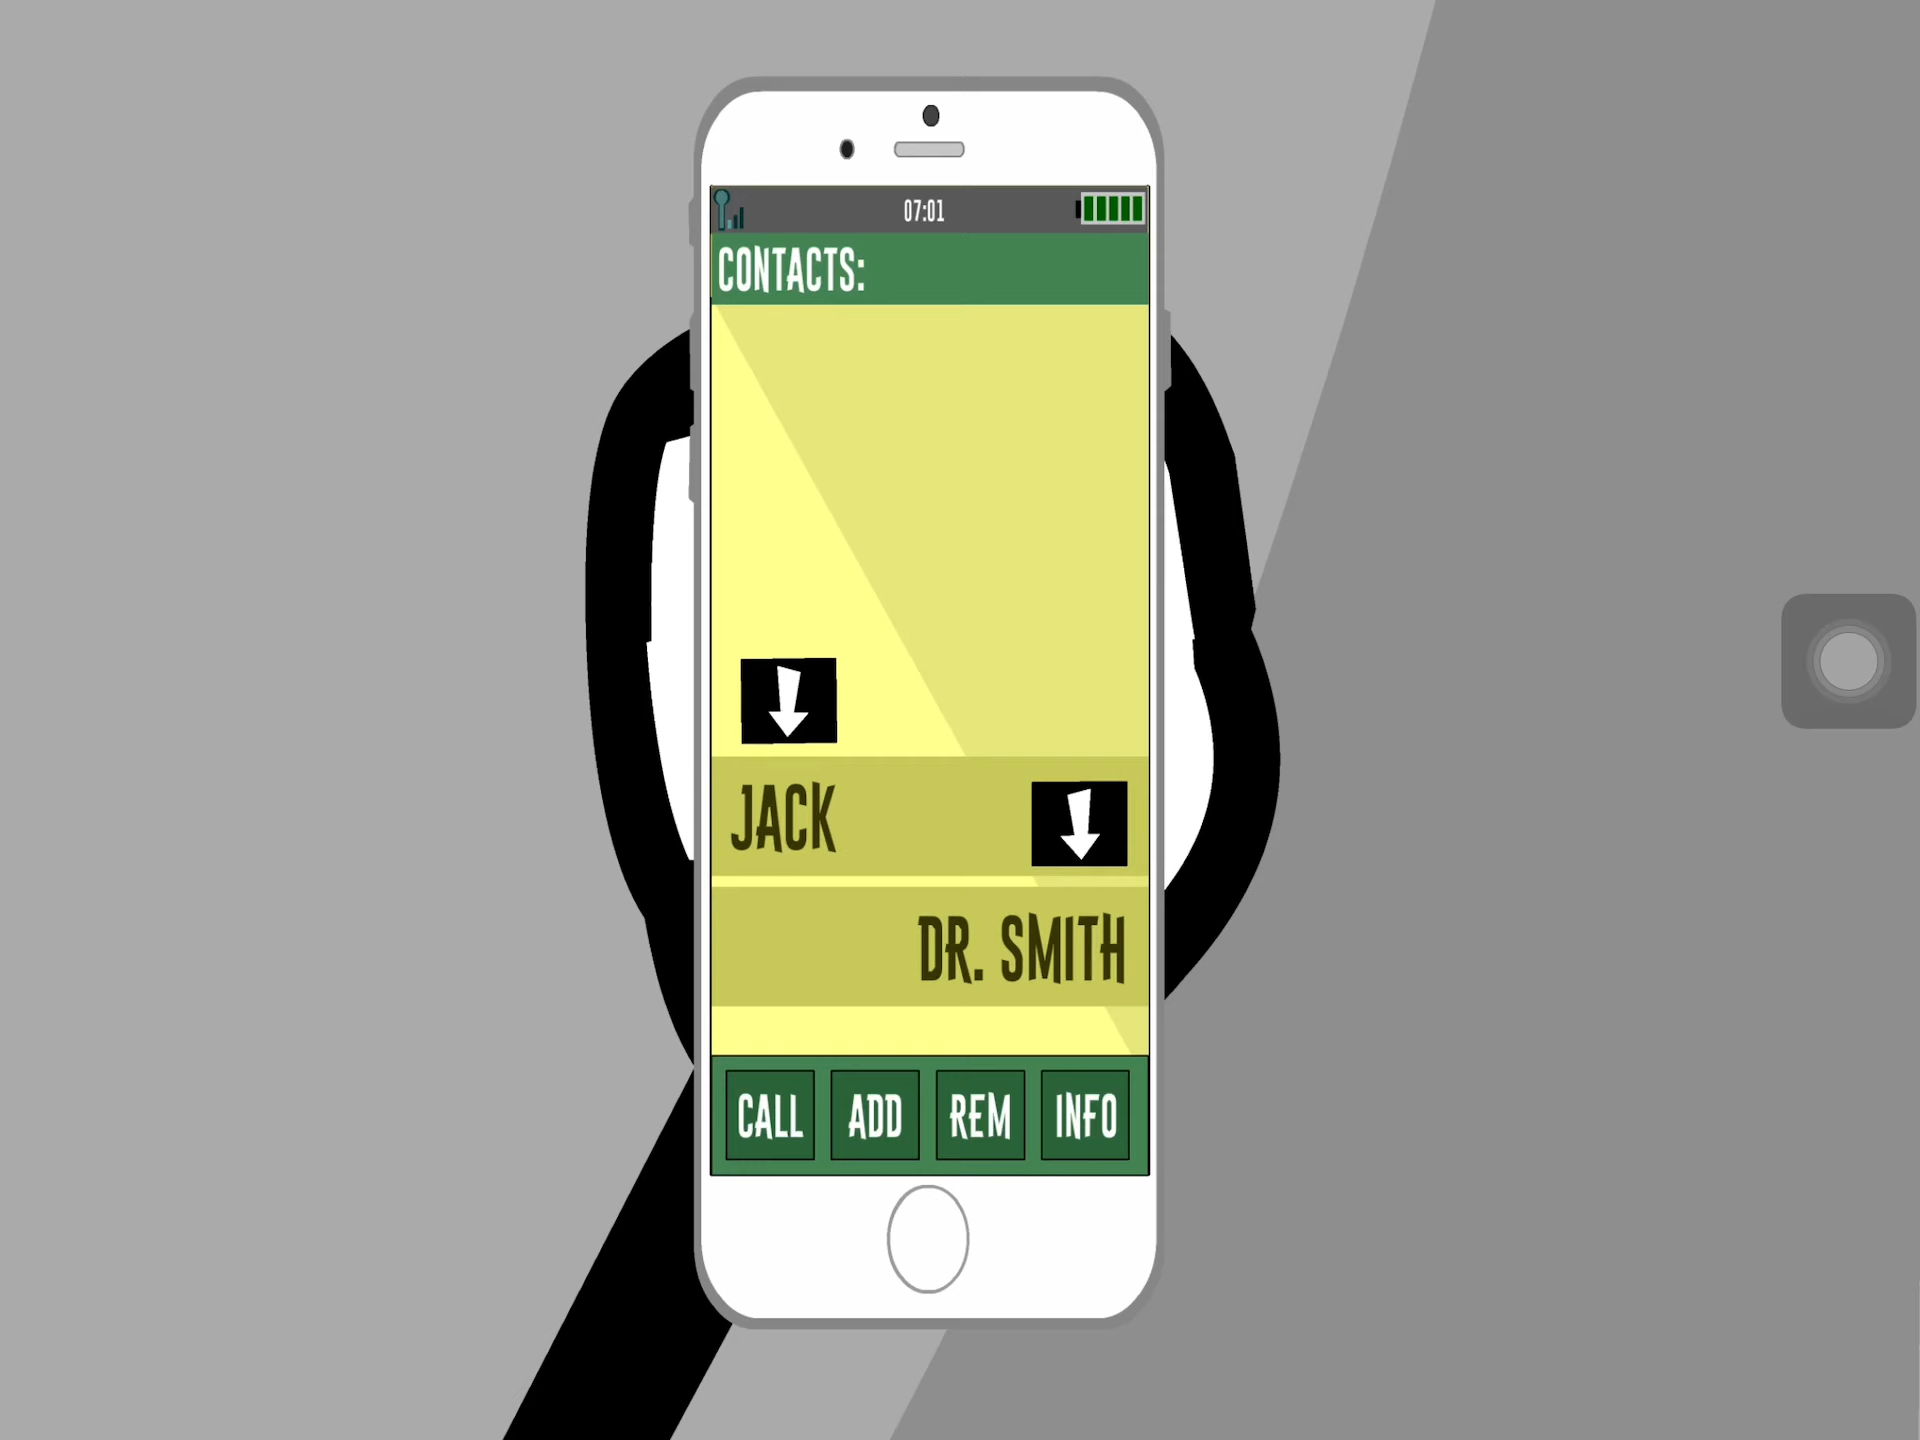 07:01
CONTACTS:
JACK
DR. SMITH
CALL ADD REM INFO